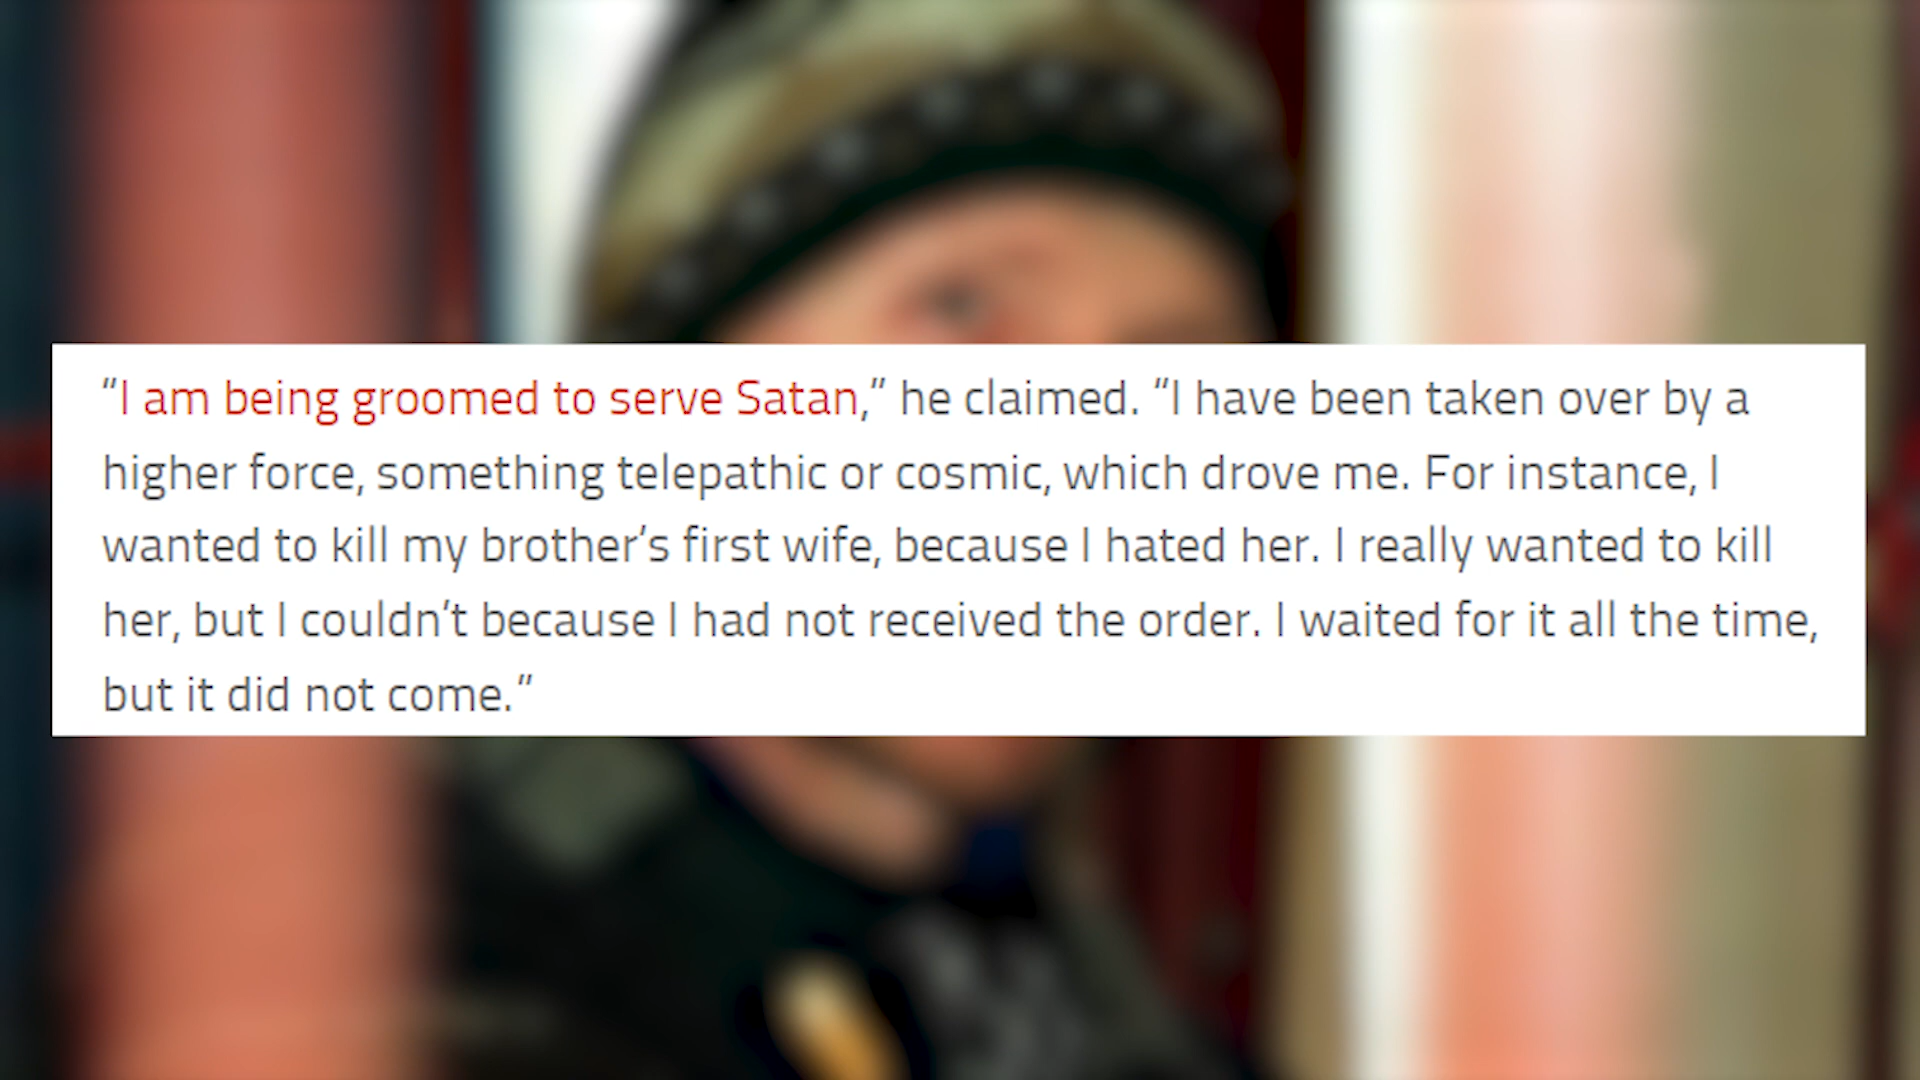 “I am being groomed to serve Satan,” he claimed. “I have been taken over by a
higher force, something telepathic or cosmic, which drove me. For instance, I
wanted to kill my brother’s first wife, because I hated her. I really wanted to kill
her, but I couldn’t because I had not received the order. I waited for it all the time,
but it did not come.”